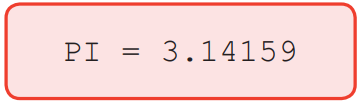 PI = 3.14159